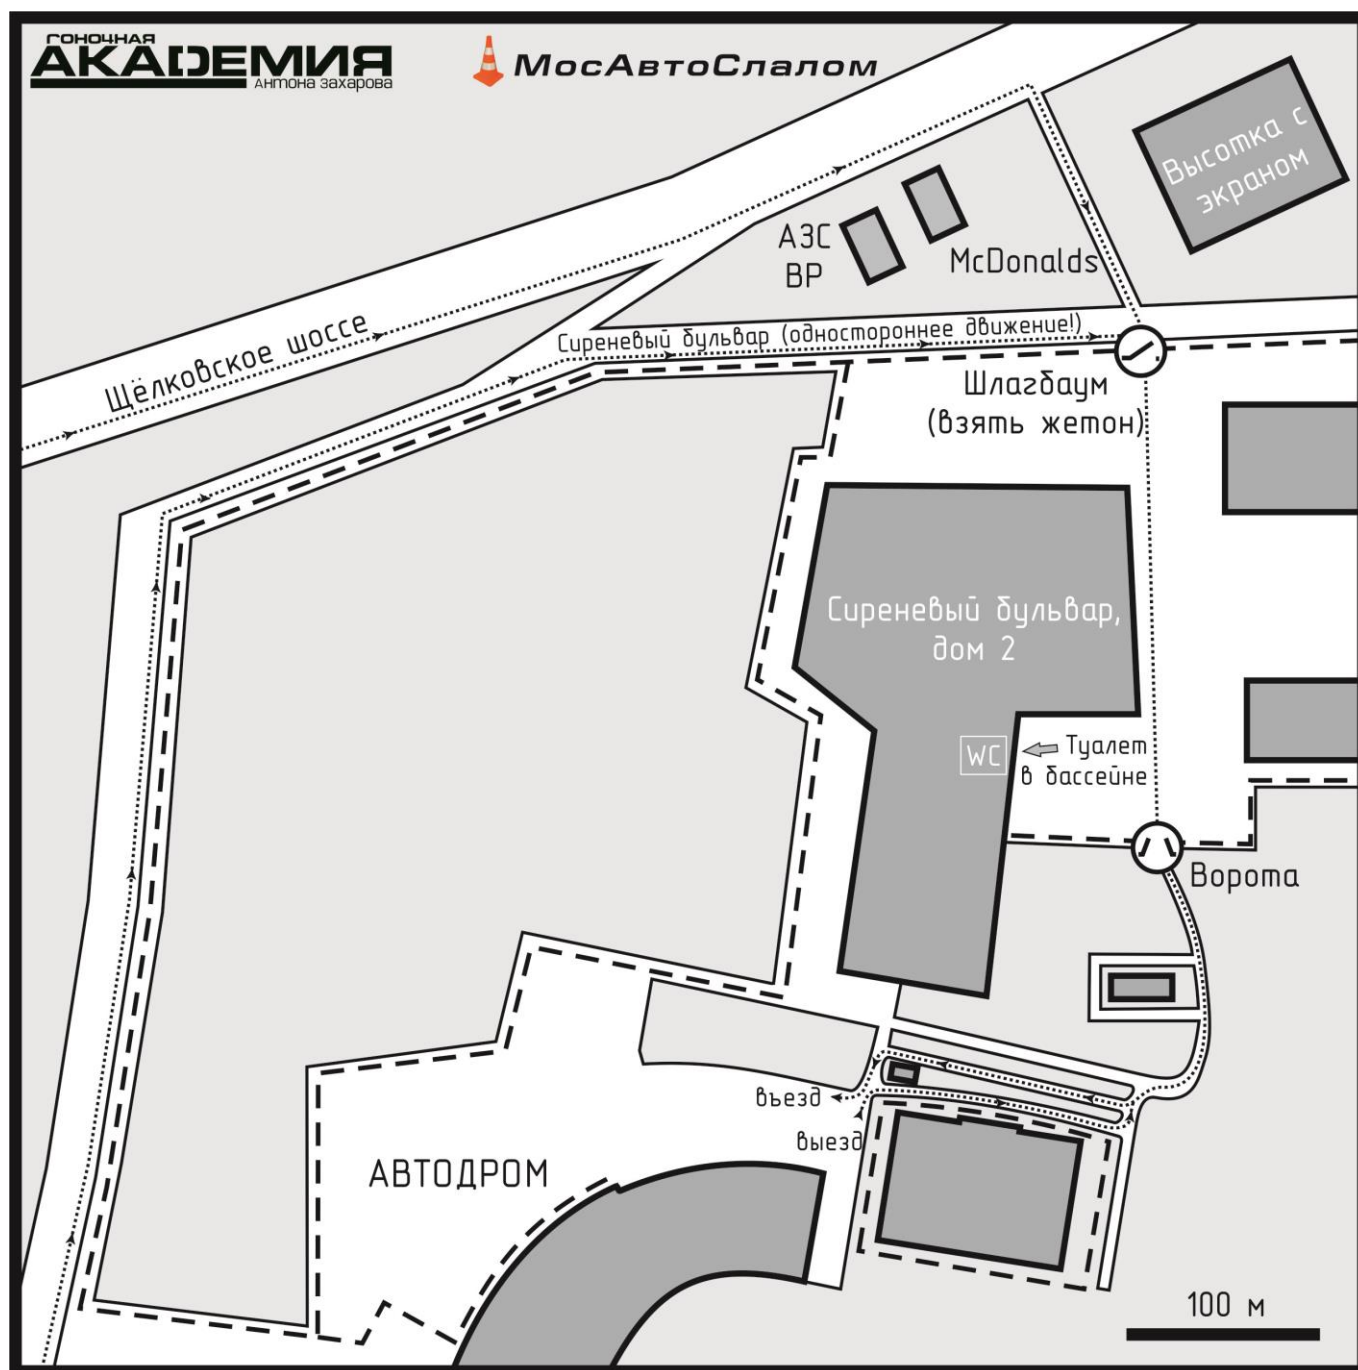 ГОНОЧНАЯ
АКАДЕМИЯ
Антона Захарова
МосАвтоСлалом
Высотка с
экраном
АЗС
BP
McDonalds
Щёлковское шоссе
Сиреневый бульвар (одностороннее движение!)
Шлагбаум
(взять жетон)
Сиреневый бульвар,
дом 2
WC
Туалет
в бассейне
Ворота
въезд
выезд
АВТОДРОМ
100 м